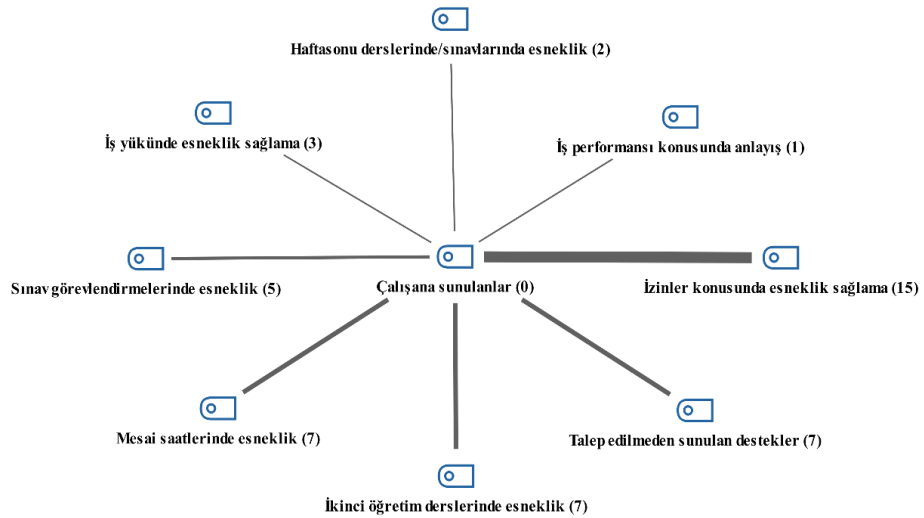 Haftasonu derslerinde/sınavlarında esneklik (2)
İş yükünde esneklik sağlama (3)
İş performansı konusunda anlayış (1)
Sınav görevlendirmelerinde esneklik (5)
Çalışana sunulanlar (0)
İzinler konusunda esneklik sağlama (15)
Mesai saatlerinde esneklik (7)
Talep edilmeden sunulan destekler (7)
İkinci öğretim derslerinde esneklik (7)